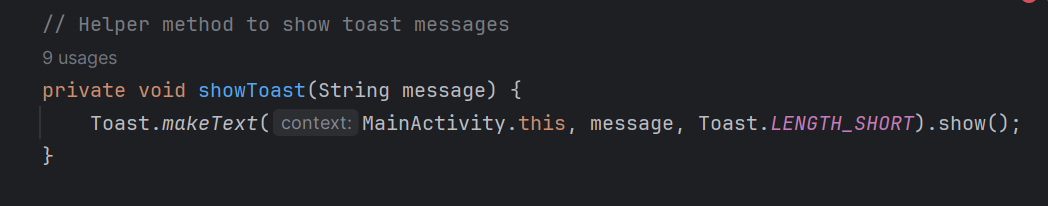 // Helper method to show toast messages
9 usages
private void showToast(String message) {
Toast.makeText( context: MainActivity.this, message, Toast.LENGTH_SHORT).show();
}